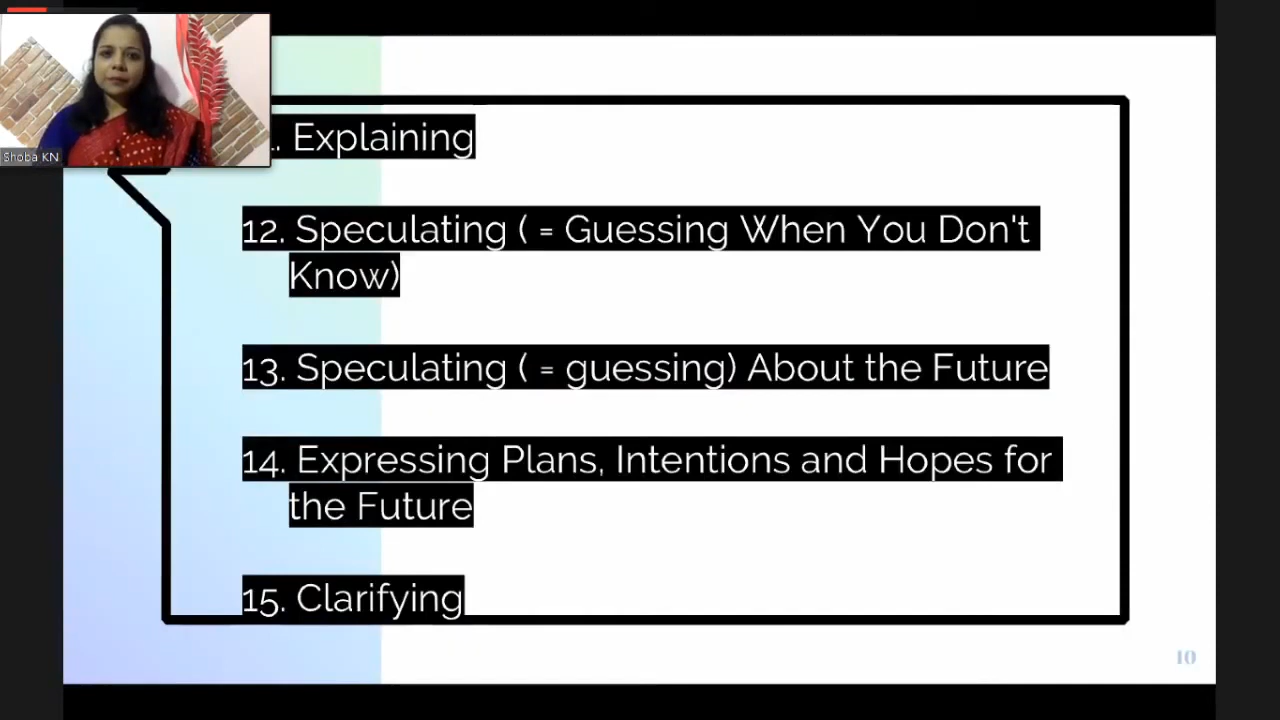 Shoba KN
. Explaining
12. Speculating ( = Guessing When You Don't
Know)
13. Speculating ( = guessing) About the Future
14. Expressing Plans, Intentions and Hopes for
the Future
15. Clarifying
10